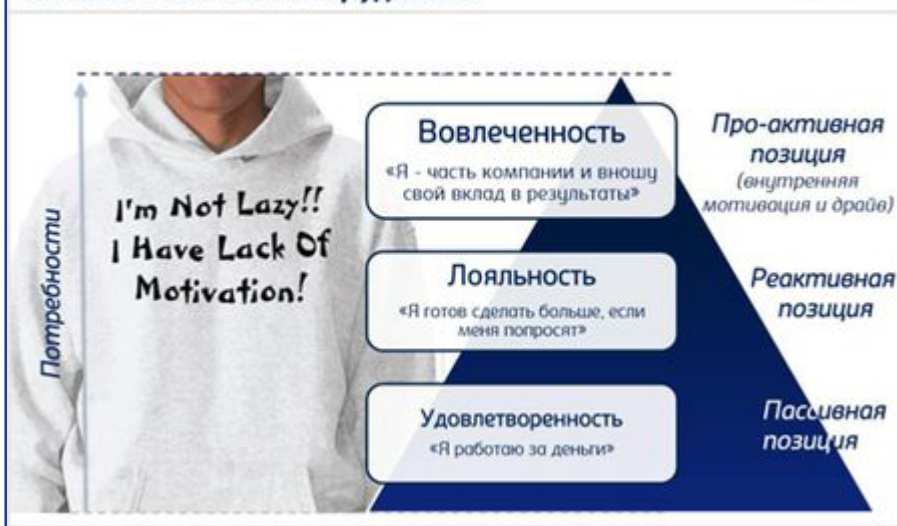 Потребности
I'm Not Lazy!!
I Have Lack Of
Motivation!
Вовлеченность
«Я - часть компании и вношу
свой вклад в результаты»
Про-активная
позиция
(внутренняя
мотивация и драйв)
Лояльность
«Я готов сделать больше, если
меня попросят»
Реактивная
позиция
Удовлетворенность
«Я работаю за деньги»
Пассивная
позиция